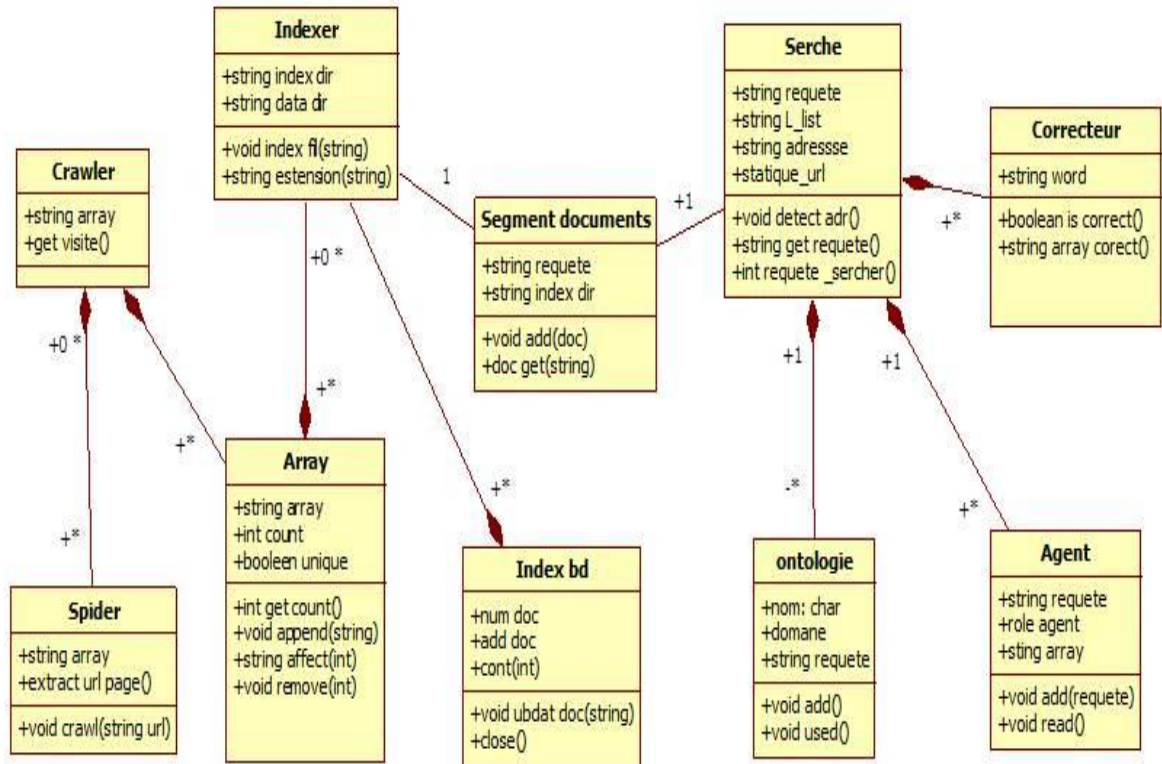 Indexer
+string index dir
+string data dir
+void index fl(string)
+string estension(string)
Serche
+string requete
+string L_list
+string adressse
+statique_url
+void detect adr()
+string get requete()
+int requete _sercher()
Correcteur
+string word
+boolean is correct()
+string array corect()
Crawler
+string array
+get visite()
Segment documents
+string requete
+string index dir
+void add(doc)
+doc get(string)
1
+1
+*
+0 *
+0 *
+*
+*
+*
+*
+1
+1
-*
+*
Array
+string array
+int count
+booleen unique
+int get count()
+void append(string)
+string affect(int)
+void remove(int)
Spider
+string array
+extract url page()
+void crawl(string url)
Index bd
+num doc
+add doc
+cont(int)
+void ubdat doc(string)
+close()
ontologie
+nom: char
+domane
+string requete
+void add()
+void used()
Agent
+string requete
+role agent
+sting array
+void add(requete)
+void read()